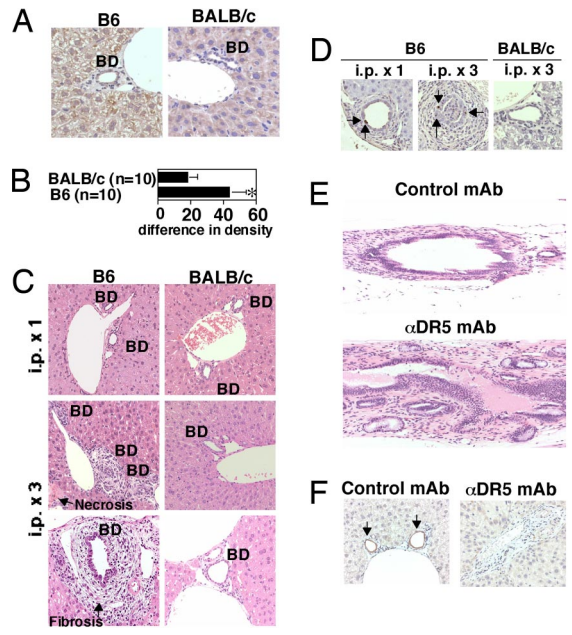 A
B6
BALB/c
BD
BD
B
BALB/c (n=10)
B6 (n=10)
*
0 20 40 60
difference in density
C
B6
BALB/c
i.p. x 1
BD
BD
BD
BD
i.p. x 3
BD
BD
BD
Necrosis
BD
BD
Fibrosis
BD
D
B6
BALB/c
i.p. x 1
i.p. x 3
i.p. x 3
E
Control mAb
αDR5 mAb
F
Control mAb
αDR5 mAb